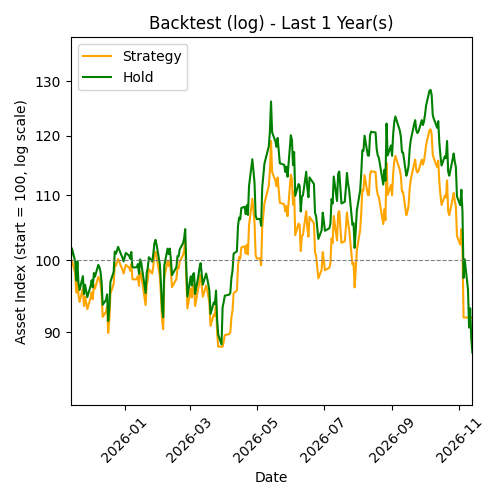 Backtest (log) - Last 1 Year(s)
Strategy
Hold
Asset Index (start = 100, log scale)
130
120
110
100
90
2026-01
2026-03
2026-05
2026-07
2026-09
2026-11
Date